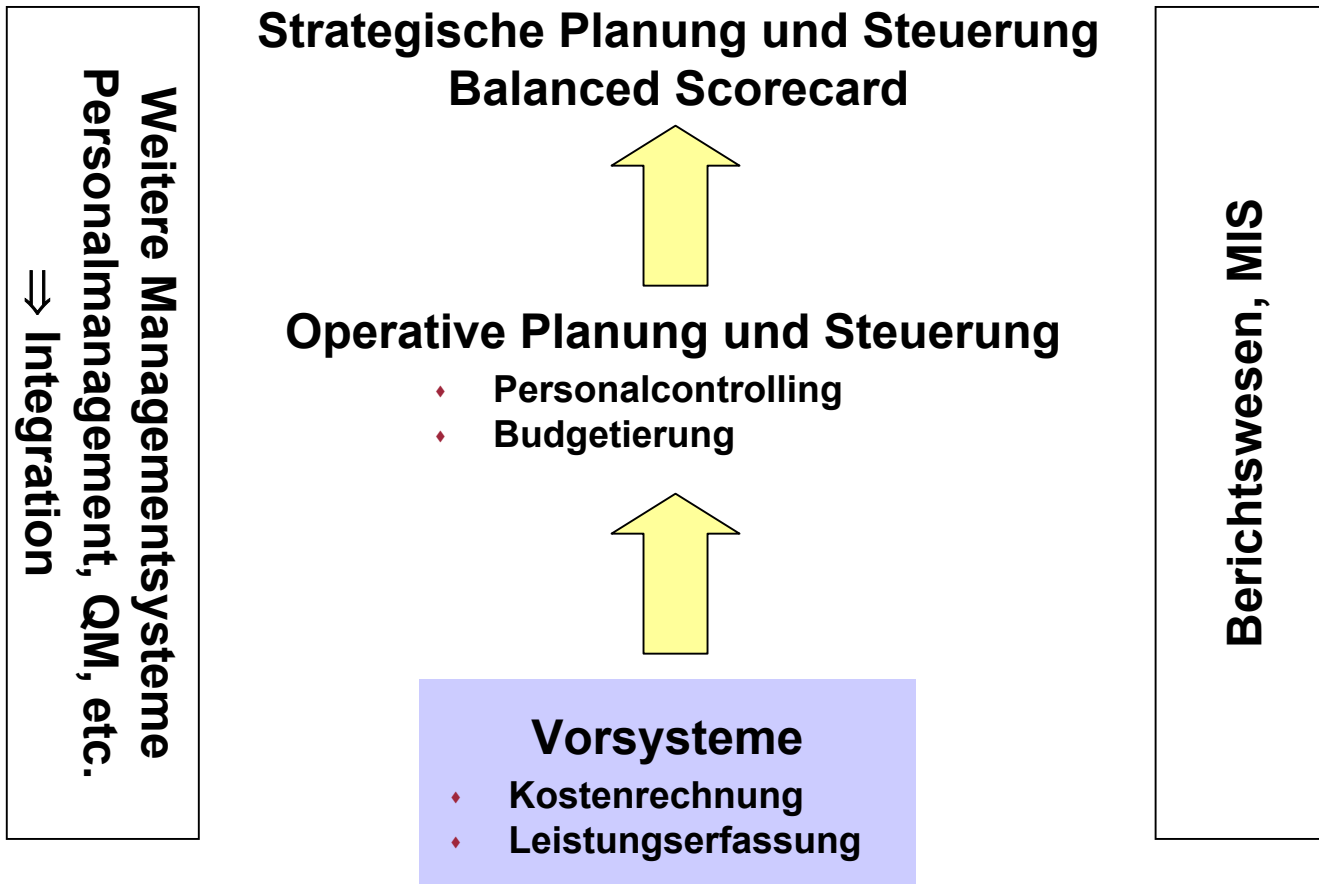 Strategische Planung und Steuerung
Balanced Scorecard
Weitere Managementsysteme
Personalmanagement, QM, etc.
⇒ Integration
Operative Planung und Steuerung
♦ Personalcontrolling
♦ Budgetierung
Vorsysteme
♦ Kostenrechnung
♦ Leistungserfassung
Berichtswesen, MIS